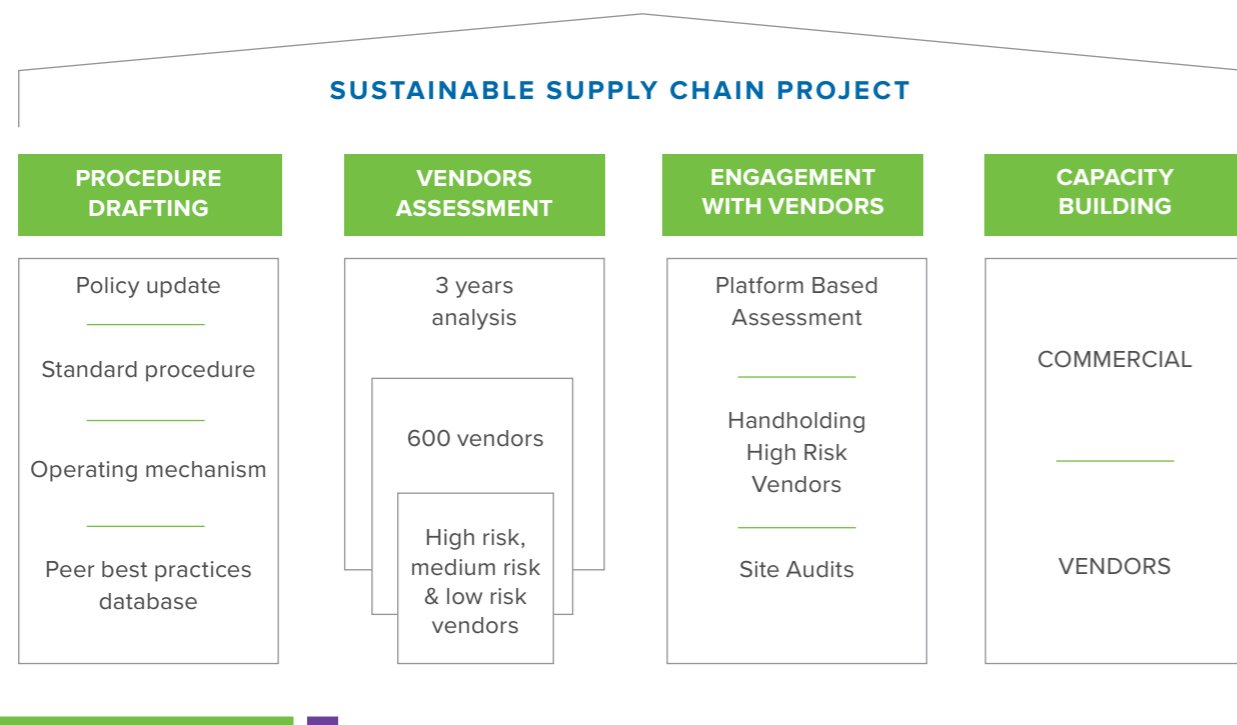 SUSTAINABLE SUPPLY CHAIN PROJECT
PROCEDURE
DRAFTING
Policy update
Standard procedure
Operating mechanism
Peer best practices
database
VENDORS
ASSESSMENT
3 years
analysis
600 vendors
High risk,
medium risk
& low risk
vendors
ENGAGEMENT
WITH VENDORS
Platform Based
Assessment
Handholding
High Risk
Vendors
Site Audits
CAPACITY
BUILDING
COMMERCIAL
VENDORS